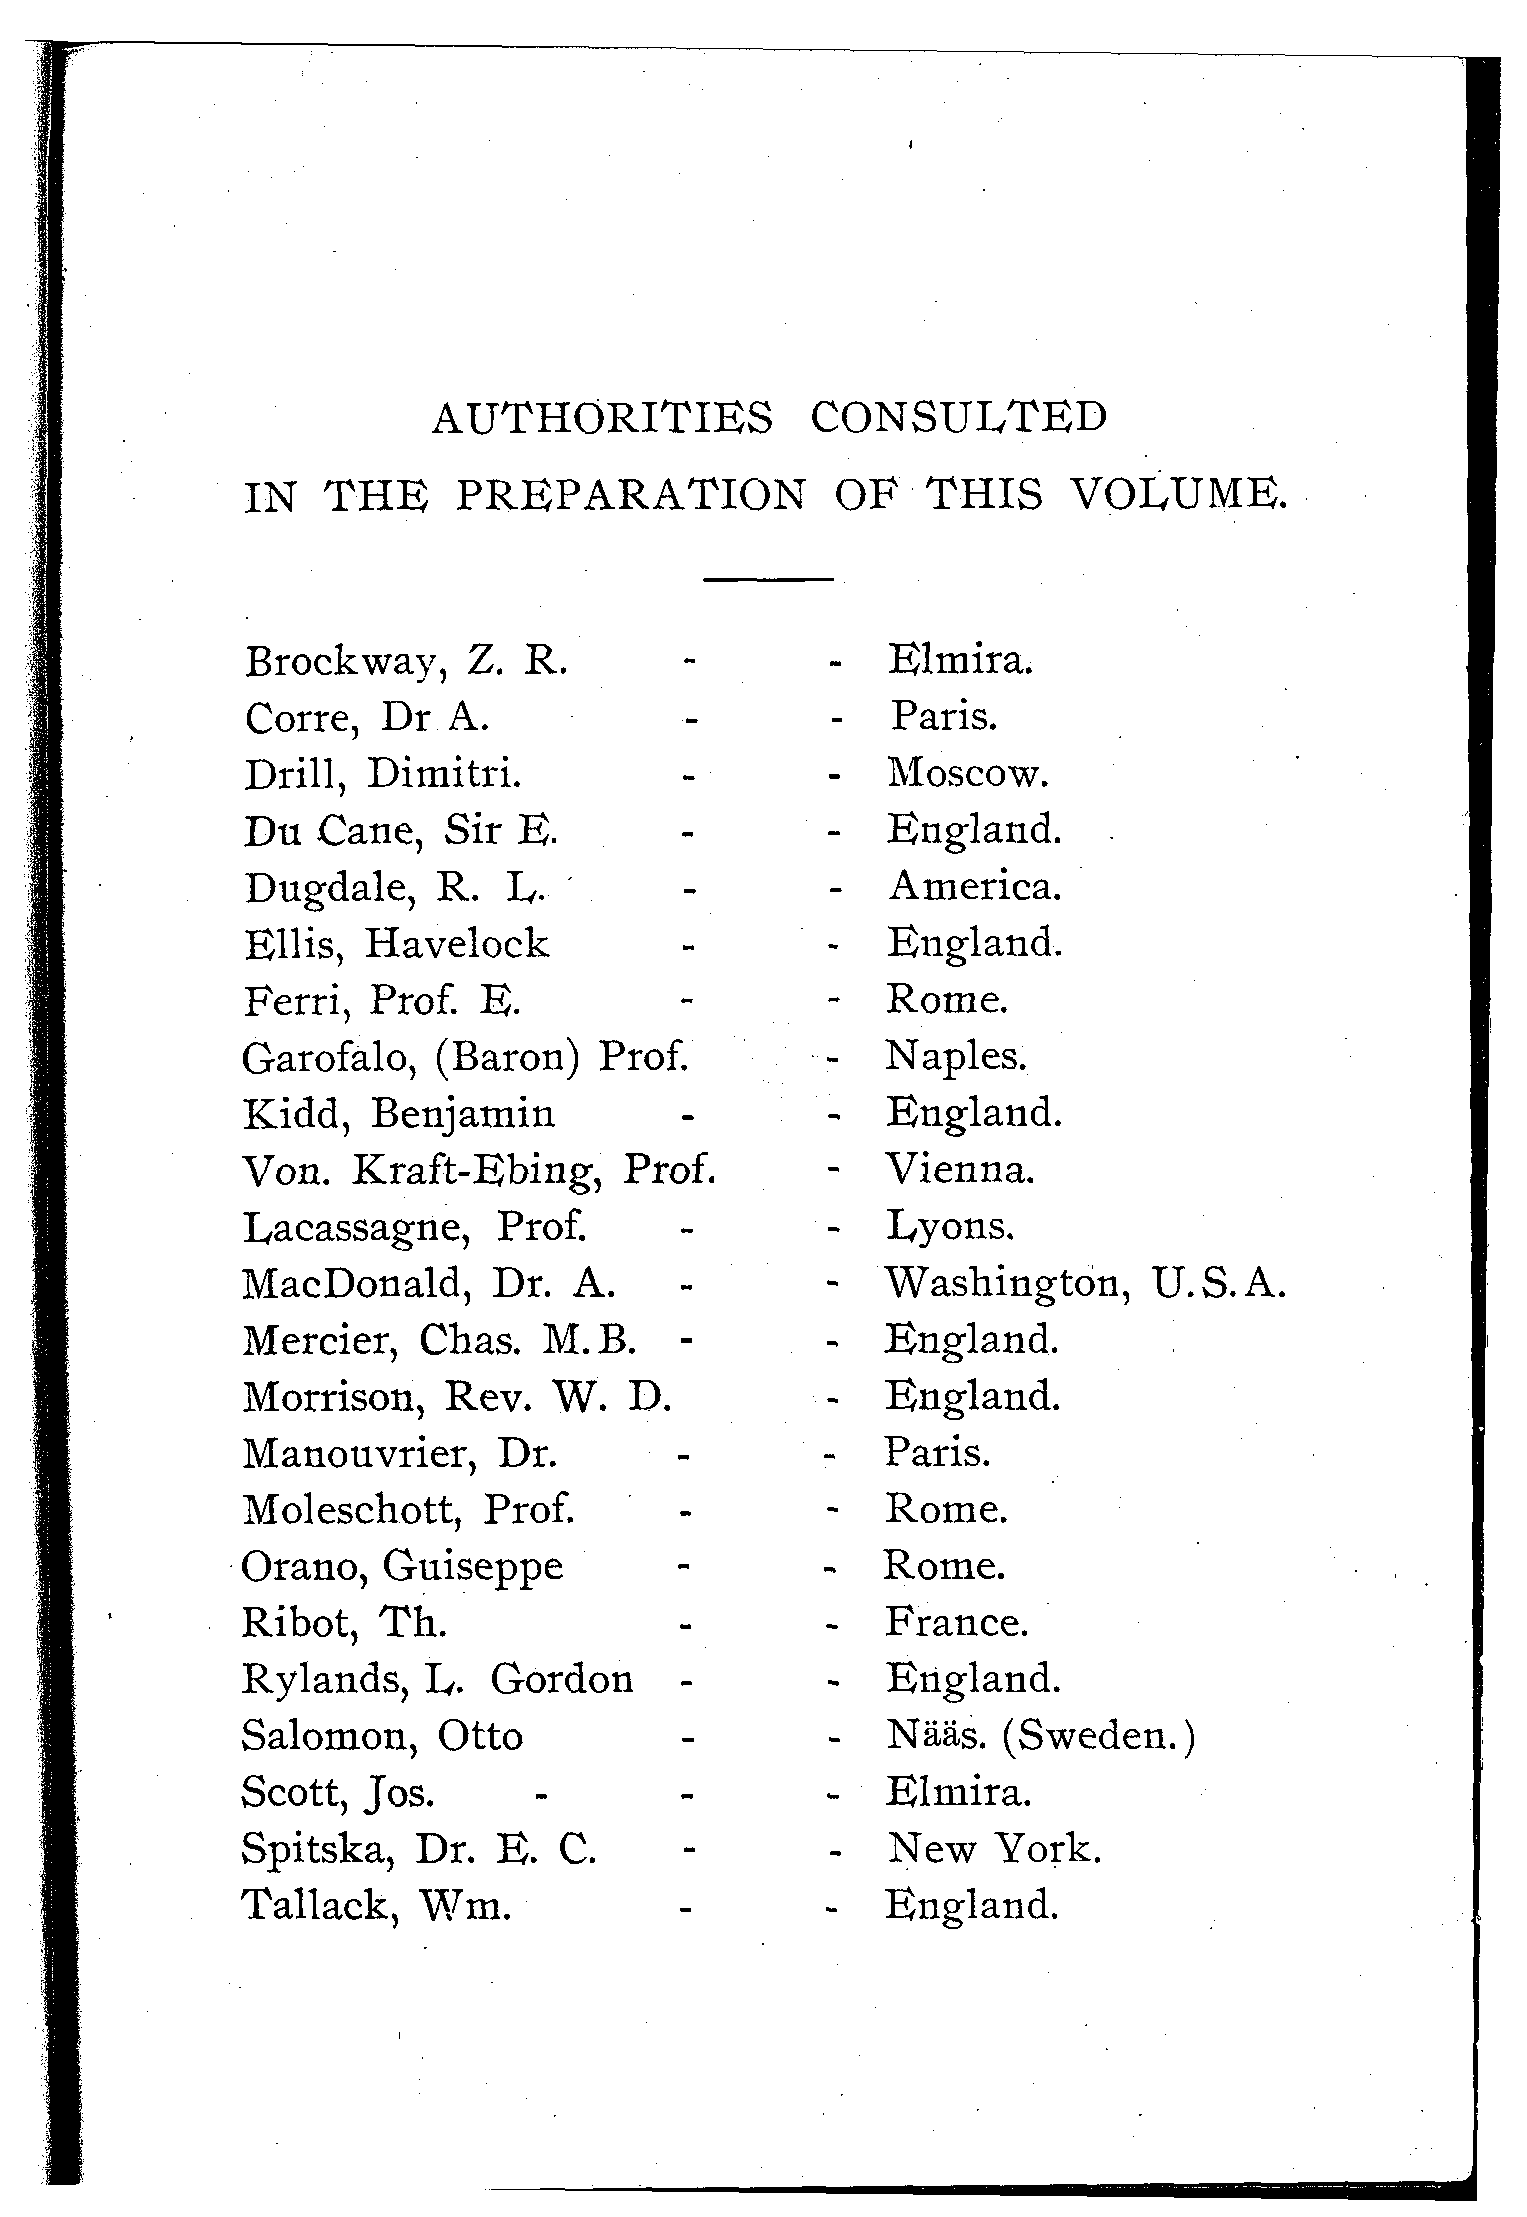 AUTHORITIES CONSULTED
IN THE PREPARATION OF THIS VOLUME.
Brockway, Z. R. - - Elmira.
Corre, Dr A. - - Paris.
Drill, Dimitri. - - Moscow.
Du Cane, Sir E. - - England.
Dugdale, R. L. - - America.
Ellis, Havelock - - England.
Ferri, Prof. E. - - Rome.
Garofalo, (Baron) Prof. - Naples.
Kidd, Benjamin - - England.
Von. Kraft-Ebing, Prof. - Vienna.
Lacassagne, Prof. - - Lyons.
MacDonald, Dr. A. - - Washington, U.S.A.
Mercier, Chas. M.B. - - England.
Morrison, Rev. W. D. - England.
Manouvrier, Dr. - - Paris.
Moleschott, Prof. - - Rome.
Orano, Guiseppe - - Rome.
Ribot, Th. - - France.
Rylands, L. Gordon - - England.
Salomon, Otto - - Nääs. (Sweden.)
Scott, Jos. - - - Elmira.
Spitska, Dr. E. C. - - New York.
Tallack, Wm. - - England.